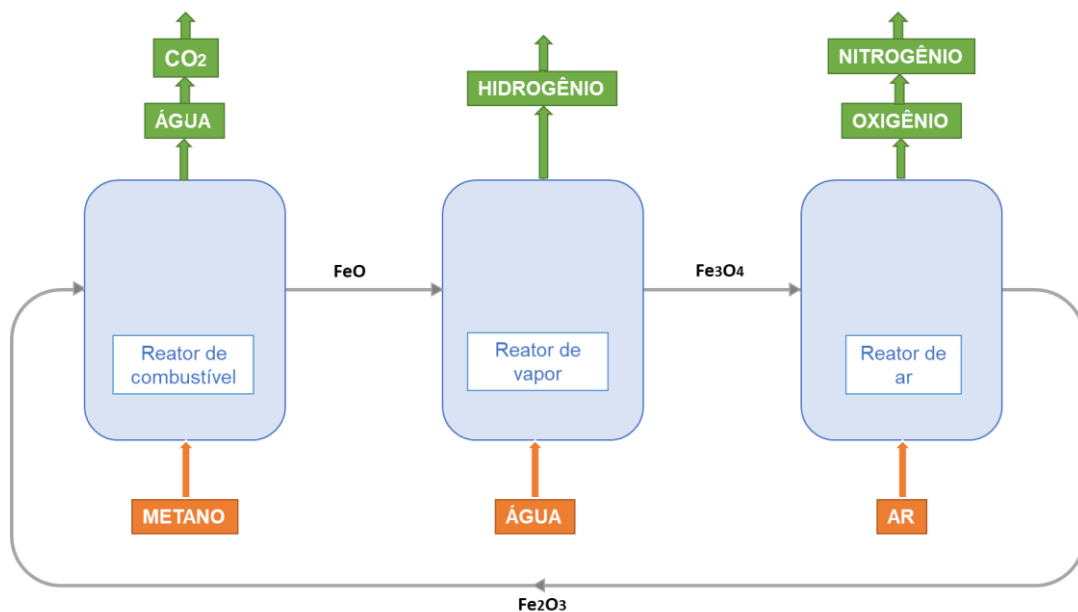 CO₂
ÁGUA
HIDROGÊNIO
NITROGÊNIO
OXIGÊNIO
FeO
Fe₃O₄
Reator de
combustível
Reator de
vapor
Reator de
ar
METANO
ÁGUA
AR
Fe₂O₃